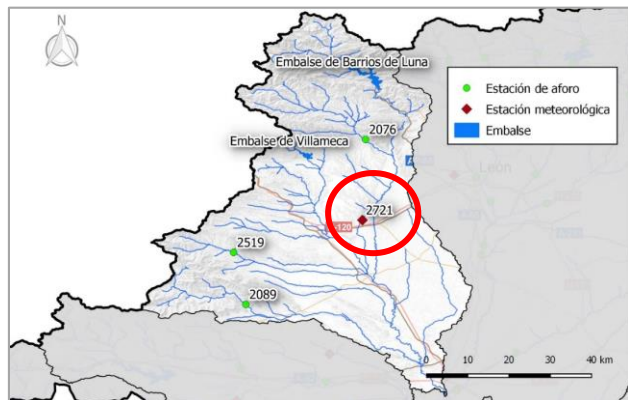 N
Embalse de Barrios de Luna
Estación de aforo
Estación meteorológica
Embalse
2076
Embalse de Villameca
León
2721
A-120
2519
2089
0 10 20 30 40 km